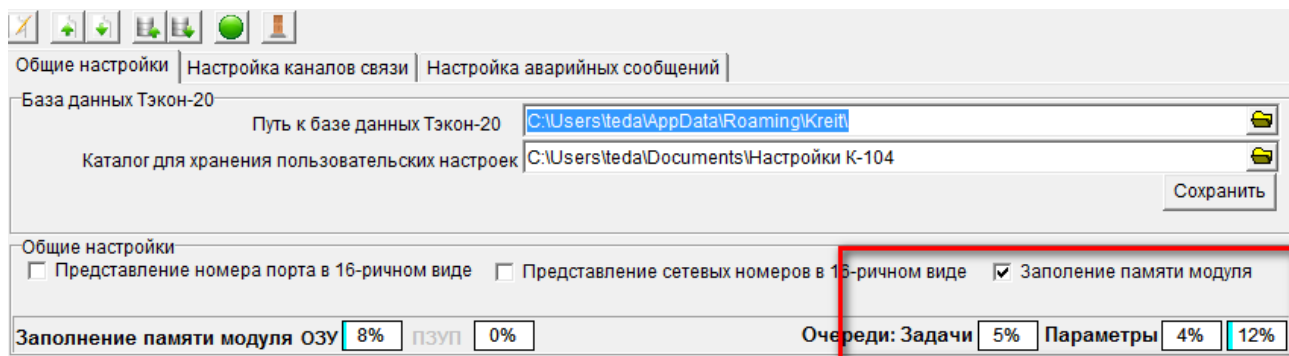 Общие настройки Настройка каналов связи Настройка аварийных сообщений
База данных Тэкон-20
Путь к базе данных Тэкон-20 C:\Users\teda\AppData\Roaming\Kreit\
Каталог для хранения пользовательских настроек C:\Users\teda\Documents\Настройки К-104
Сохранить
Общие настройки
Представление номера порта в 16-ричном виде Представление сетевых номеров в 16-ричном виде Заполение памяти модуля
Заполнение памяти модуля ОЗУ 8% ПЗУП 0% Очереди: Задачи 5% Параметры 4% 12%